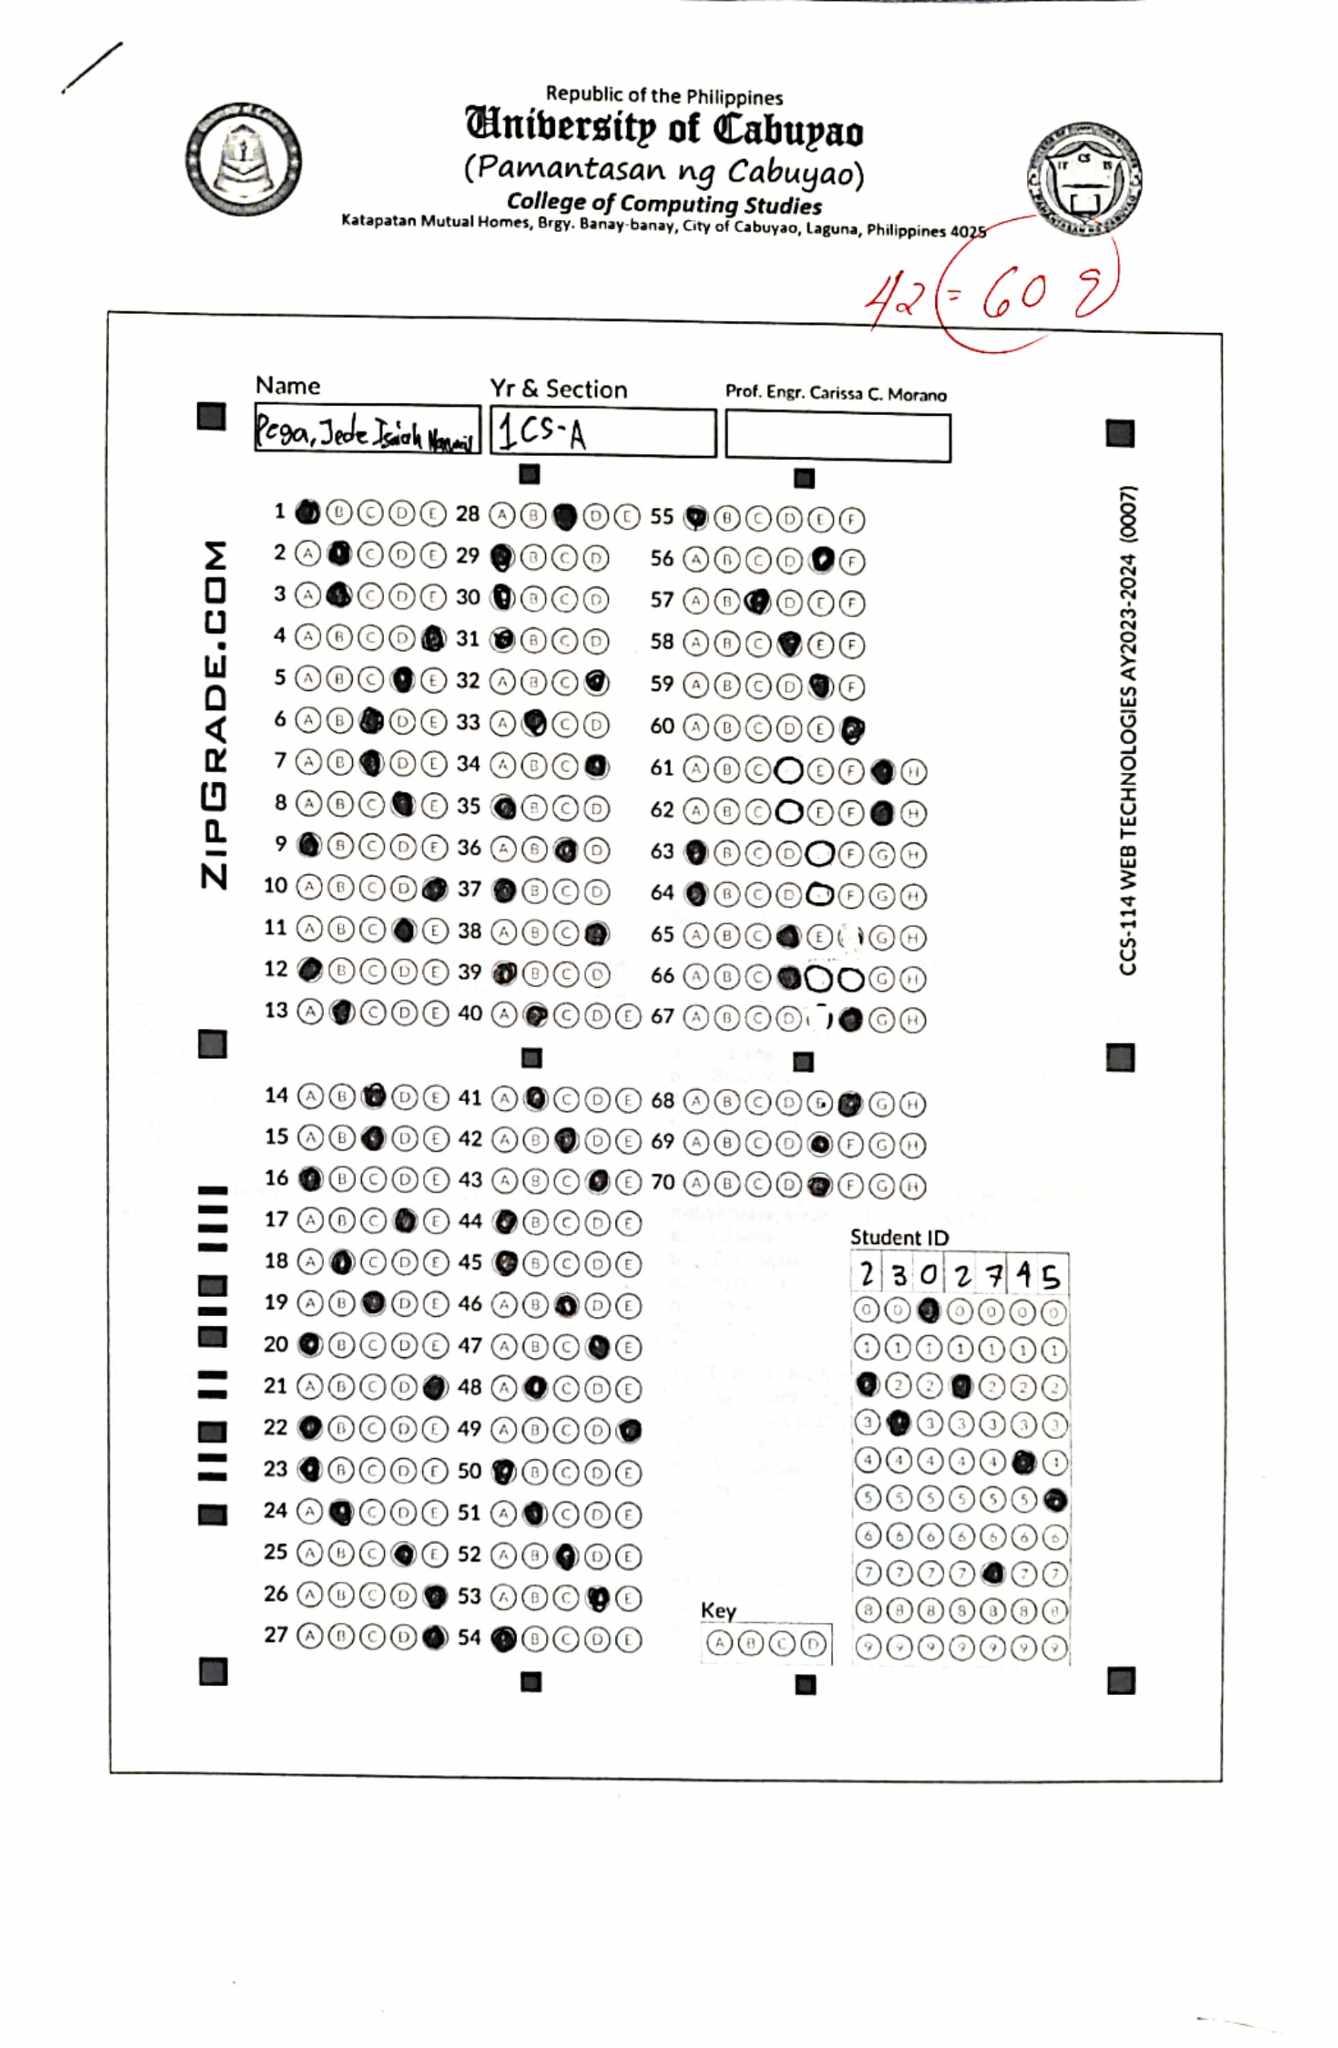 Republic of the Philippines
University of Cabuyao
(Pamantasan ng Cabuyao)
College of Computing Studies
Katapatan Mutual Homes, Brgy. Banay-banay, City of Cabuyao, Laguna, Philippines 4025
42 = 60
Name Yr & Section Prof. Engr. Carissa C. Morano
Pega, Jede Isaiah 1CS-A
ZIPGRADE.COM
CCS-114 WEB TECHNOLOGIES AY2023-2024 (0007)
1 B C D E 28 A B D E 55 B C D E F
2 A C D E 29 B C D 56 A B C D F
3 A C D E 30 B C D 57 A B D E F
4 A B C D 31 B C D 58 A B C E F
5 A B C E 32 A B C 59 A B C D F
6 A B D E 33 A C D 60 A B C D E
7 A B D E 34 A B C 61 A B C E F H
8 A B C E 35 B C D 62 A B C E F H
9 B C D E 36 A B D 63 B C D F G H
10 A B C D 37 B C D 64 B C D F G H
11 A B C E 38 A B C 65 A B C E G H
12 B C D E 39 B C D 66 A B C G H
13 A C D E 40 A C D E 67 A B C D G H
14 A B D E 41 A C D E 68 A B C D E G H
15 A B D E 42 A B D E 69 A B C D F G H
16 B C D E 43 A B C E 70 A B C D F G H
17 A B C E 44 B C D E
18 A C D E 45 B C D E
19 A B D E 46 A B D E
20 B C D E 47 A B C E
21 A B C D 48 A C D E
22 B C D E 49 A B C D
23 B C D E 50 B C D E
24 A C D E 51 A C D E
25 A B C E 52 A B D E
26 A B C D 53 A B C E
27 A B C D 54 B C D E
Student ID
2 3 0 2 7 4 5
0 0 0 0 0 0
1 1 1 1 1 1 1
2 2 2 2 2
3 3 3 3 3 3
4 4 4 4 4 4
5 5 5 5 5 5
6 6 6 6 6 6 6
7 7 7 7 7 7
8 8 8 8 8 8 8
9 9 9 9 9 9 9
Key
A B C D